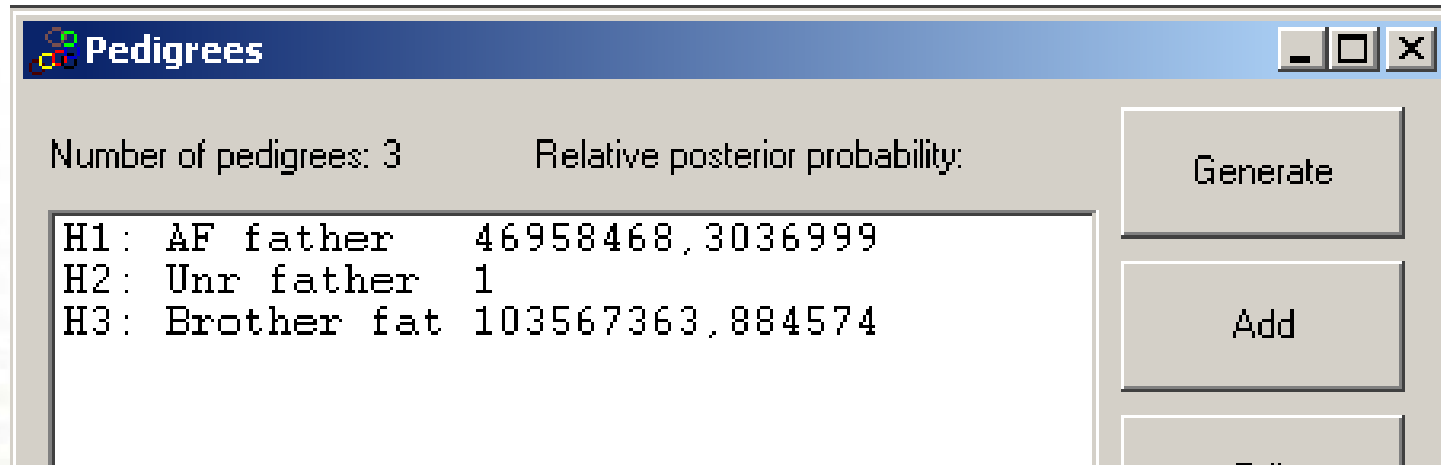 Pedigrees
Number of pedigrees: 3 Relative posterior probability:
Generate
H1: AF father 46958468,3036999
H2: Unr father 1
H3: Brother fat 103567363,884574
Add